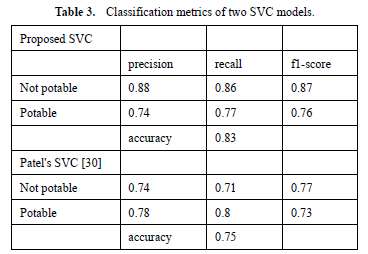 Table 3. Classification metrics of two SVC models.
Proposed SVC
precision recall f1-score
Not potable 0.88 0.86 0.87
Potable 0.74 0.77 0.76
accuracy 0.83
Patel's SVC [30]
Not potable 0.74 0.71 0.77
Potable 0.78 0.8 0.73
accuracy 0.75